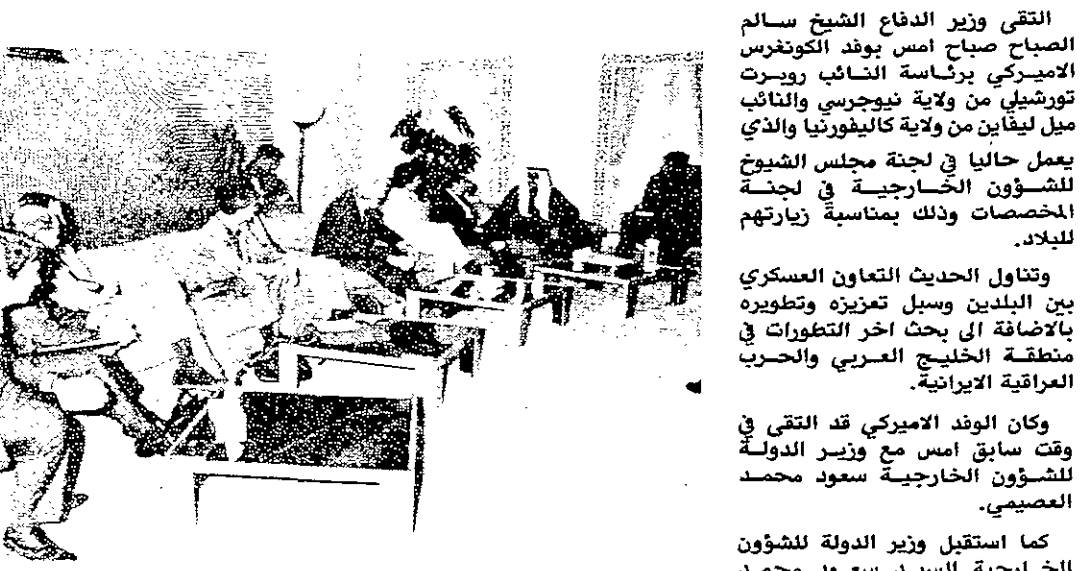 التقى وزير الدفاع الشيخ سالم
الصباح صباح امس بوفد الكونغرس
الاميركي برئاسة النائب روبرت
تورشيلي من ولاية نيوجرسي والنائب
ميل ليفاين من ولاية كاليفورنيا والذي
يعمل حاليا في لجنة مجلس الشيوخ
للشؤون الخارجية في لجنة
المخصصات وذلك بمناسبة زيارتهم
للبلاد.
وتناول الحديث التعاون العسكري
بين البلدين وسبل تعزيزه وتطويره
بالاضافة الى بحث اخر التطورات في
منطقة الخليج العربي والحرب
العراقية الايرانية.
وكان الوفد الاميركي قد التقى في
وقت سابق امس مع وزير الدولة
للشؤون الخارجية سعود محمد
العصيمي.
كما استقبل وزير الدولة للشؤون
الخارجية السيد سعود محمد